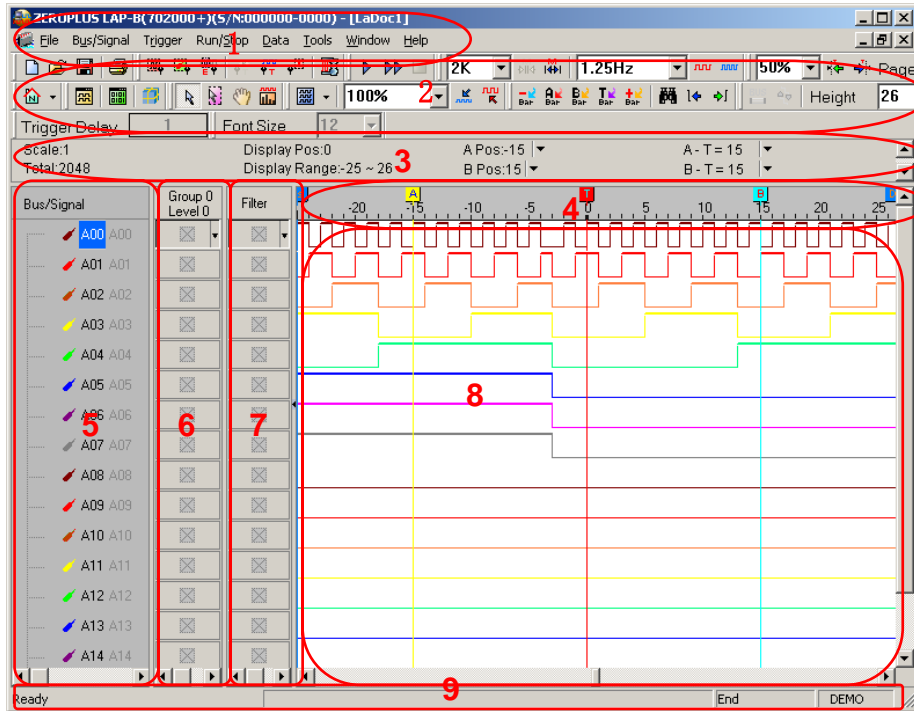 ZEROPLUS LAP-B(702000+)(S/N:000000-0000) - [LaDoc1]
File Bus/Signal Trigger Run/Stop Data Tools Window Help
1
2K 1.25Hz 50% Page
100% 2 Bar Bar Bar Bar Bar Height 26
Trigger Delay 1 Font Size 12
Scale:1 Display Pos:0 A Pos:-15 A - T = 15
Total:2048 Display Range:-25 ~ 26 B Pos:15 B - T = 15
3
Bus/Signal Group 0 Level 0 Filter
A T B
-20 -15 -10 -5 0 5 10 15 20 25
4
A00 A00
A01 A01
A02 A02
A03 A03
A04 A04
A05 A05
A06 A06
A07 A07
5 6 7 8
A08 A08
A09 A09
A10 A10
A11 A11
A12 A12
A13 A13
A14 A14
9
Ready End DEMO